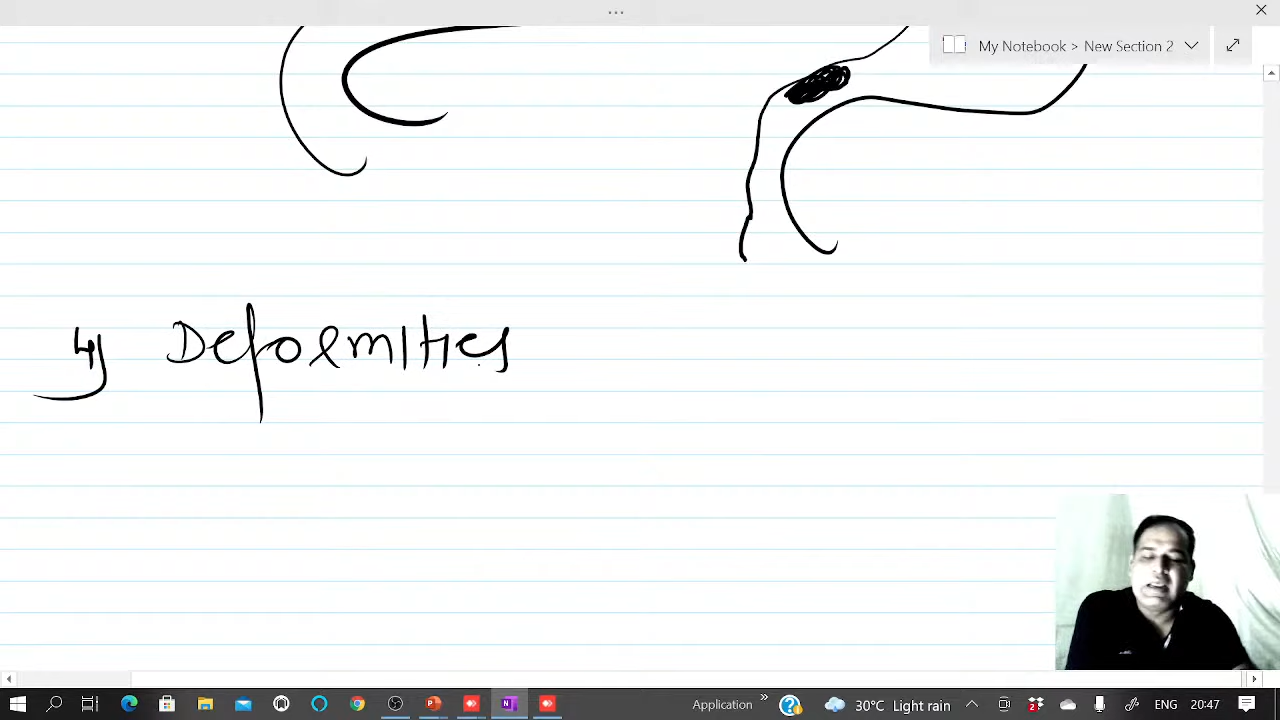 ...
My Notebook > New Section 2
4) Deformities
Application
30°C Light rain
ENG
20:47